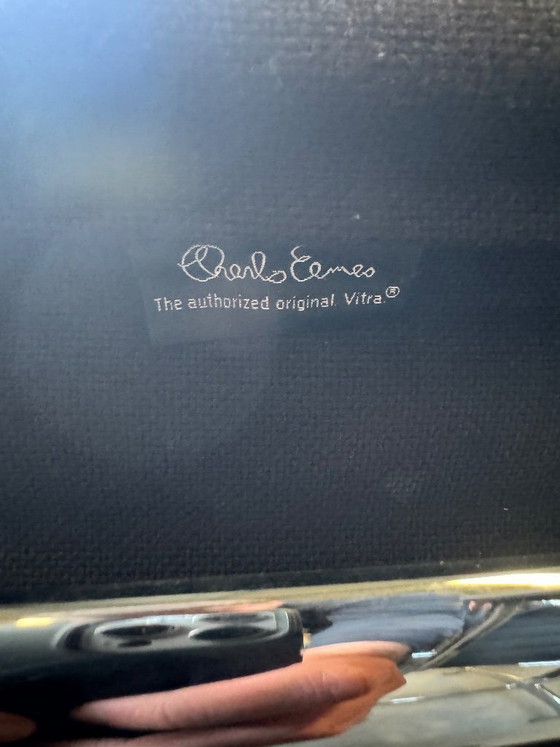 Charles Eames
The authorized original. Vitra.®